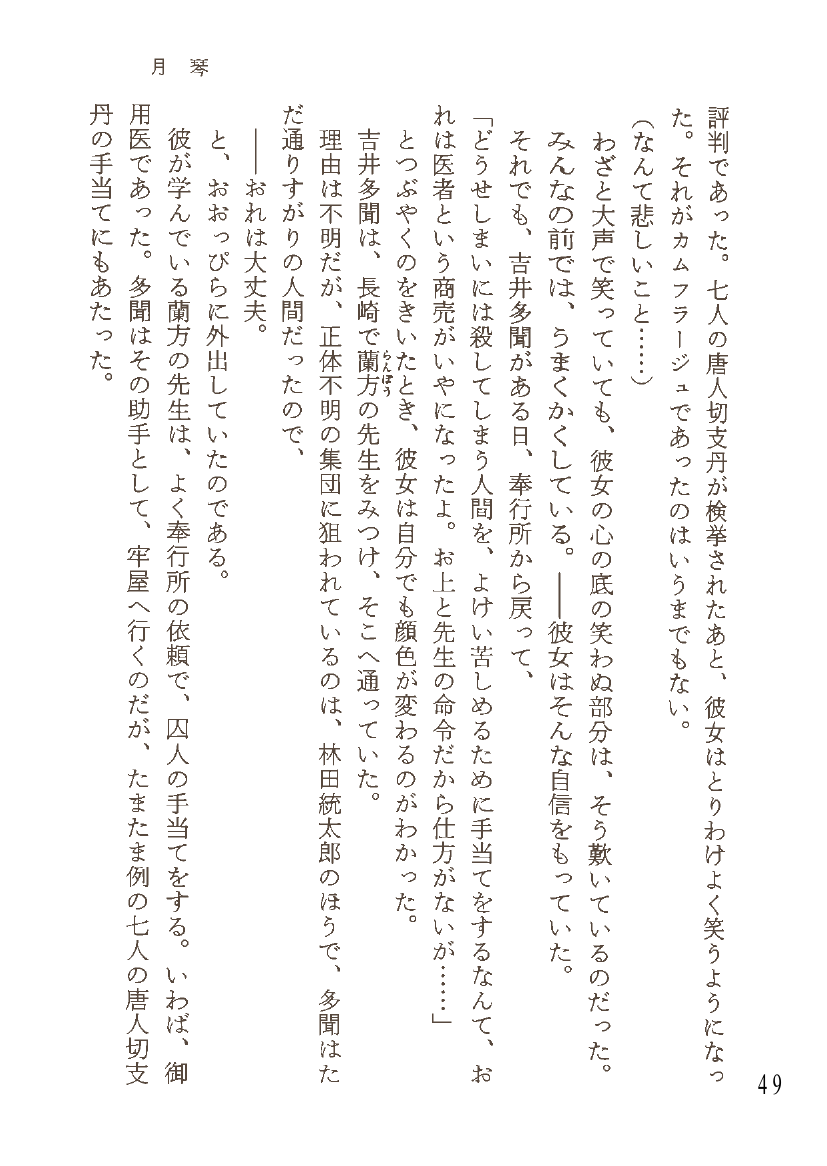 月琴
評判であった。七人の唐人切支丹が検挙されたあと、彼女はとりわけよく笑うようになっ
た。それがカムフラージュであったのはいうまでもない。
(なんて悲しいこと……)
わざと大声で笑っていても、彼女の心の底の笑わぬ部分は、そう歎いているのだった。
みんなの前では、うまくかくしている。――彼女はそんな自信をもっていた。
それでも、吉井多聞がある日、奉行所から戻って、
「どうせしまいには殺してしまう人間を、よけい苦しめるために手当てをするなんて、お
れは医者という商売がいやになったよ。お上と先生の命令だから仕方がないが……」
とつぶやくのをきいたとき、彼女は自分でも顔色が変わるのがわかった。
吉井多聞は、長崎で蘭方の先生をみつけ、そこへ通っていた。
らんぽう
理由は不明だが、正体不明の集団に狙われているのは、林田統太郎のほうで、多聞はた
だ通りすがりの人間だったので、
――おれは大丈夫。
と、おおっぴらに外出していたのである。
彼が学んでいる蘭方の先生は、よく奉行所の依頼で、囚人の手当てをする。いわば、御
用医であった。多聞はその助手として、牢屋へ行くのだが、たまたま例の七人の唐人切支
丹の手当てにもあたった。
49